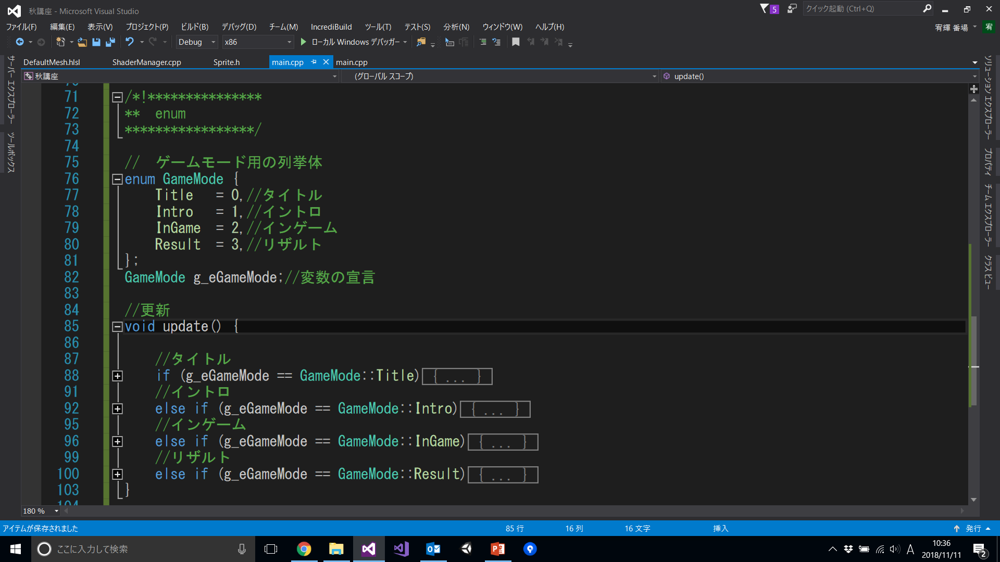 秋講座 - Microsoft Visual Studio
5
クイック起動 (Ctrl+Q)
ファイル(F) 編集(E) 表示(V) プロジェクト(P) ビルド(B) デバッグ(D) チーム(M) IncrediBuild ツール(T) テスト(S) 分析(N) ウィンドウ(W) ヘルプ(H)
宥輝 番場 宥
Debug x86 ローカル Windows デバッガー
サーバー エクスプローラー
ツールボックス
DefaultMesh.hlsl ShaderManager.cpp Sprite.h main.cpp main.cpp
秋講座 (グローバル スコープ) update()
71 /*!***************
72 ** enum
73 *****************/
74
75 // ゲームモード用の列挙体
76 enum GameMode {
77 Title = 0,//タイトル
78 Intro = 1,//イントロ
79 InGame = 2,//インゲーム
80 Result = 3,//リザルト
81 };
82 GameMode g_eGameMode;//変数の宣言
83
84 //更新
85 void update() {
86
87 //タイトル
88 if (g_eGameMode == GameMode::Title){ ... }
91 //イントロ
92 else if (g_eGameMode == GameMode::Intro){ ... }
95 //インゲーム
96 else if (g_eGameMode == GameMode::InGame){ ... }
99 //リザルト
100 else if (g_eGameMode == GameMode::Result){ ... }
103 }
104
ソリューション エクスプローラー
プロパティ
チーム エクスプローラー
クラス ビュー
180 %
アイテムが保存されました 85 行 16 列 16 文字 挿入 発行
ここに入力して検索
A
10:36
2018/11/11
2